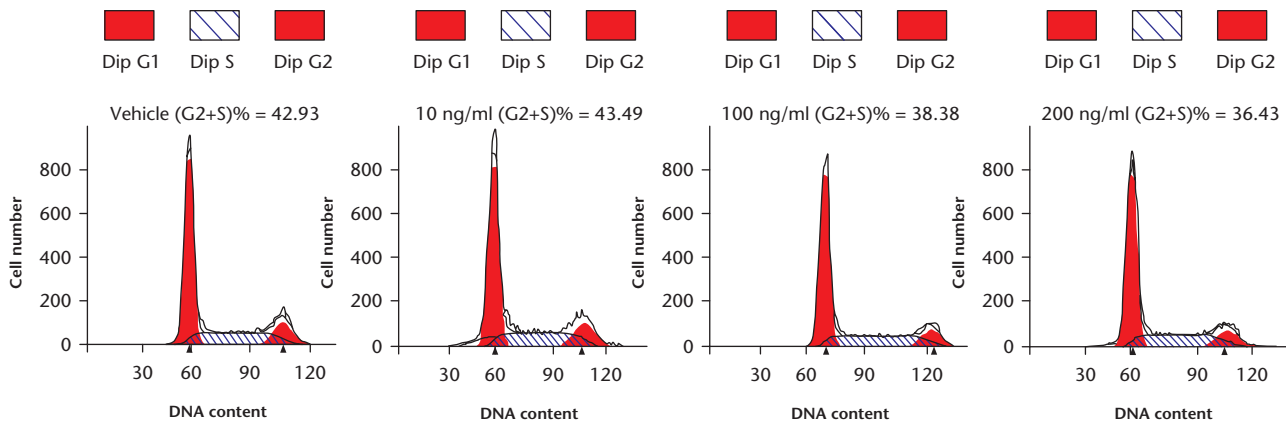 Dip G1 Dip S Dip G2
Vehicle (G2+S)% = 42.93
Cell number
800
600
400
200
0
30 60 90 120
DNA content
Dip G1 Dip S Dip G2
10 ng/ml (G2+S)% = 43.49
Cell number
800
600
400
200
0
30 60 90 120
DNA content
Dip G1 Dip S Dip G2
100 ng/ml (G2+S)% = 38.38
Cell number
800
600
400
200
0
30 60 90 120
DNA content
Dip G1 Dip S Dip G2
200 ng/ml (G2+S)% = 36.43
Cell number
800
600
400
200
0
30 60 90 120
DNA content